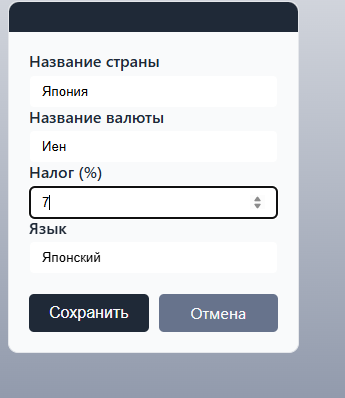 Название страны
Япония
Название валюты
Иен
Налог (%)
7
Язык
Японский
Сохранить
Отмена